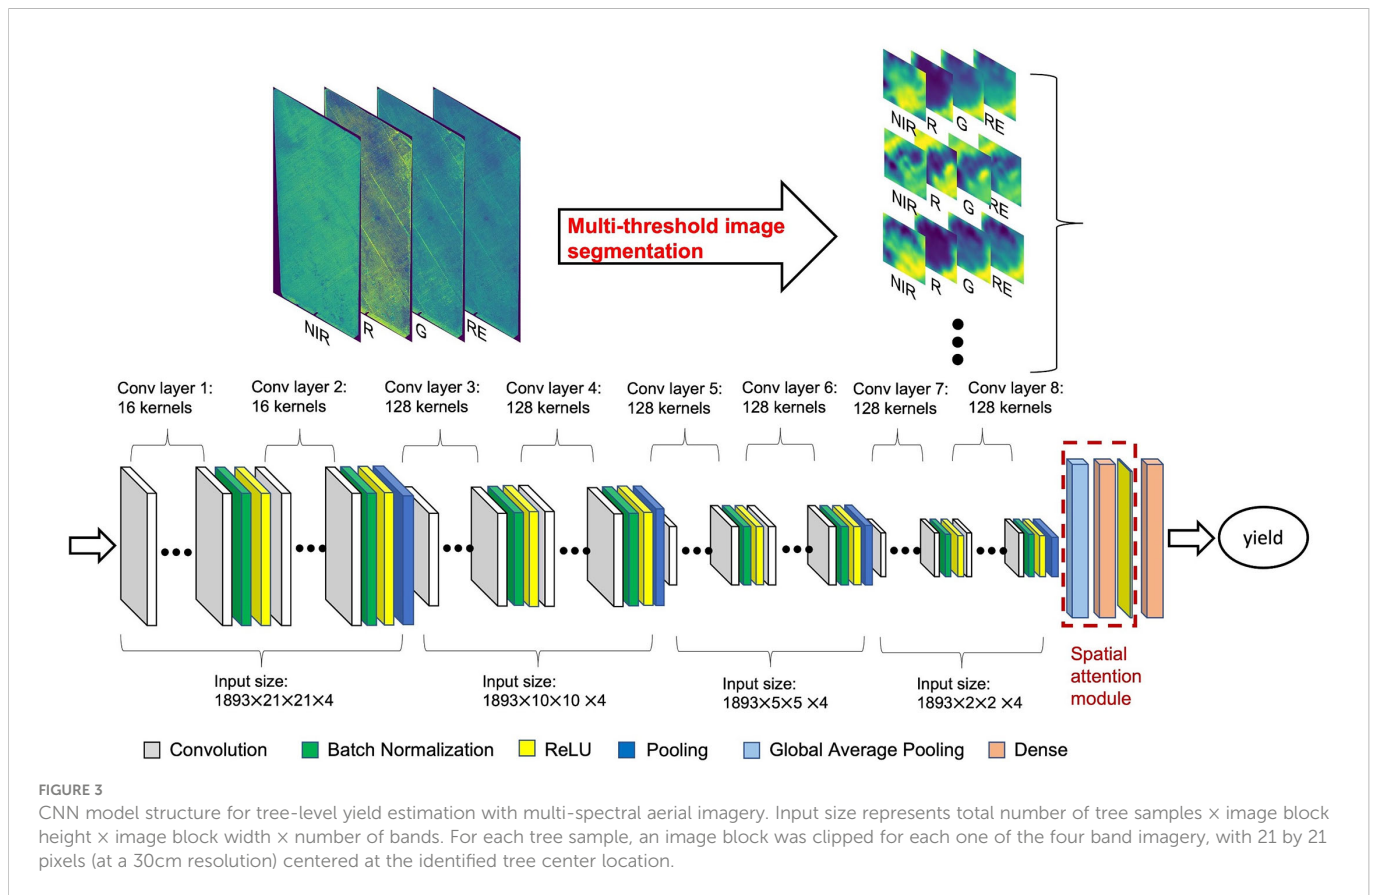 NIR R G RE
Multi-threshold image
segmentation
NIR R G RE
NIR R G RE
NIR R G RE
Conv layer 1:
16 kernels
Conv layer 2:
16 kernels
Conv layer 3:
128 kernels
Conv layer 4:
128 kernels
Conv layer 5:
128 kernels
Conv layer 6:
128 kernels
Conv layer 7:
128 kernels
Conv layer 8:
128 kernels
yield
Input size:
1893×21×21×4
Input size:
1893×10×10 ×4
Input size:
1893×5×5 ×4
Input size:
1893×2×2 ×4
Spatial
attention
module
Convolution
Batch Normalization
ReLU
Pooling
Global Average Pooling
Dense
FIGURE 3
CNN model structure for tree-level yield estimation with multi-spectral aerial imagery. Input size represents total number of tree samples × image block
height × image block width × number of bands. For each tree sample, an image block was clipped for each one of the four band imagery, with 21 by 21
pixels (at a 30cm resolution) centered at the identified tree center location.